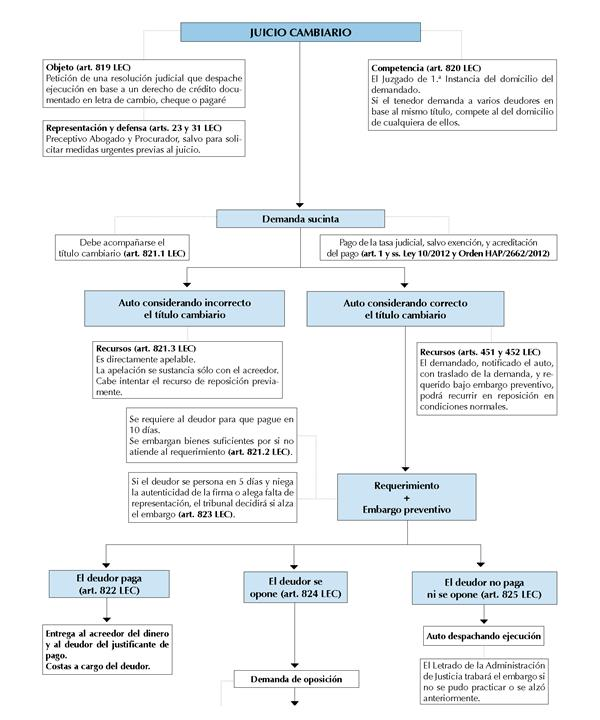 JUICIO CAMBIARIO
Objeto (art. 819 LEC)
Petición de una resolución judicial que despache
ejecución en base a un derecho de crédito docu-
mentado en letra de cambio, cheque o pagaré
Representación y defensa (arts. 23 y 31 LEC)
Preceptivo Abogado y Procurador, salvo para soli-
citar medidas urgentes previas al juicio.
Competencia (art. 820 LEC)
El Juzgado de 1.ª Instancia del domicilio del
demandado.
Si el tenedor demanda a varios deudores en
base al mismo título, compete al del domicilio
de cualquiera de ellos.
Demanda sucinta
Debe acompañarse el
título cambiario (art. 821.1 LEC)
Pago de la tasa judicial, salvo exención, y acreditación
del pago (art. 1 y ss. Ley 10/2012 y Orden HAP/2662/2012)
Auto considerando incorrecto
el título cambiario
Auto considerando correcto
el título cambiario
Recursos (art. 821.3 LEC)
Es directamente apelable.
La apelación se sustancia sólo con el acreedor.
Cabe intentar el recurso de reposición previa-
mente.
Recursos (arts. 451 y 452 LEC)
El demandado, notificado el auto,
con traslado de la demanda, y re-
querido bajo embargo preventivo,
podrá recurrir en reposición en
condiciones normales.
Se requiere al deudor para que pague en
10 días.
Se embargan bienes suficientes por si no
atiende al requerimiento (art. 821.2 LEC).
Si el deudor se persona en 5 días y niega
la autenticidad de la firma o alega falta de
representación, el tribunal decidirá si alza
el embargo (art. 823 LEC).
Requerimiento
+
Embargo preventivo
El deudor paga
(art. 822 LEC)
El deudor se
opone (art. 824 LEC)
El deudor no paga
ni se opone (art. 825 LEC)
Entrega al acreedor del dinero
y al deudor del justificante de
pago.
Costas a cargo del deudor.
Demanda de oposición
Auto despachando ejecución
El Letrado de la Administración
de Justicia trabará el embargo si
no se pudo practicar o se alzó
anteriormente.